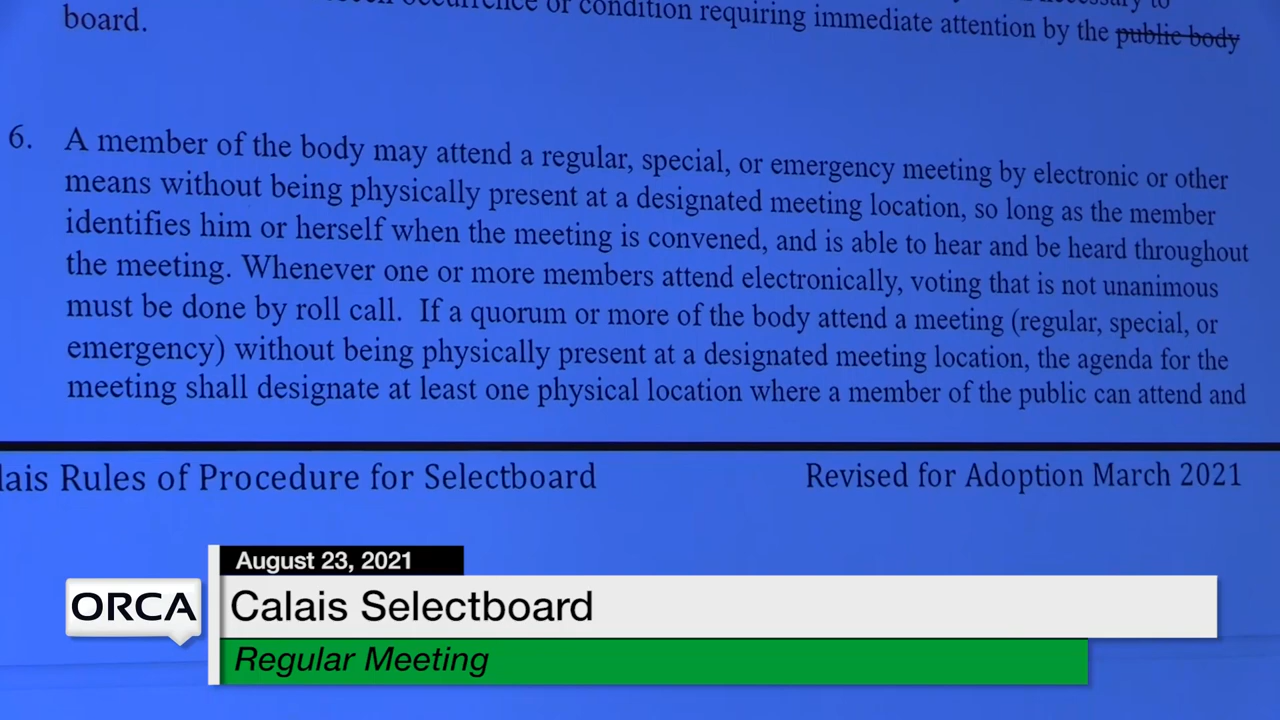 or condition requiring immediate attention by the public body
board.
6. A member of the body may attend a regular, special, or emergency meeting by electronic or other
means without being physically present at a designated meeting location, so long as the member
identifies him or herself when the meeting is convened, and is able to hear and be heard throughout
the meeting. Whenever one or more members attend electronically, voting that is not unanimous
must be done by roll call. If a quorum or more of the body attend a meeting (regular, special, or
emergency) without being physically present at a designated meeting location, the agenda for the
meeting shall designate at least one physical location where a member of the public can attend and
lais Rules of Procedure for Selectboard Revised for Adoption March 2021
August 23, 2021
ORCA Calais Selectboard
Regular Meeting